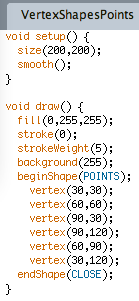 VertexShapesPoints
void setup() {
  size(200,200);
  smooth();
}

void draw() {
  fill(0,255,255);
  stroke(0);
  strokeWeight(5);
  background(255);
  beginShape(POINTS);
    vertex(30,30);
    vertex(60,60);
    vertex(90,30);
    vertex(90,120);
    vertex(60,90);
    vertex(30,120);
  endShape(CLOSE);
}